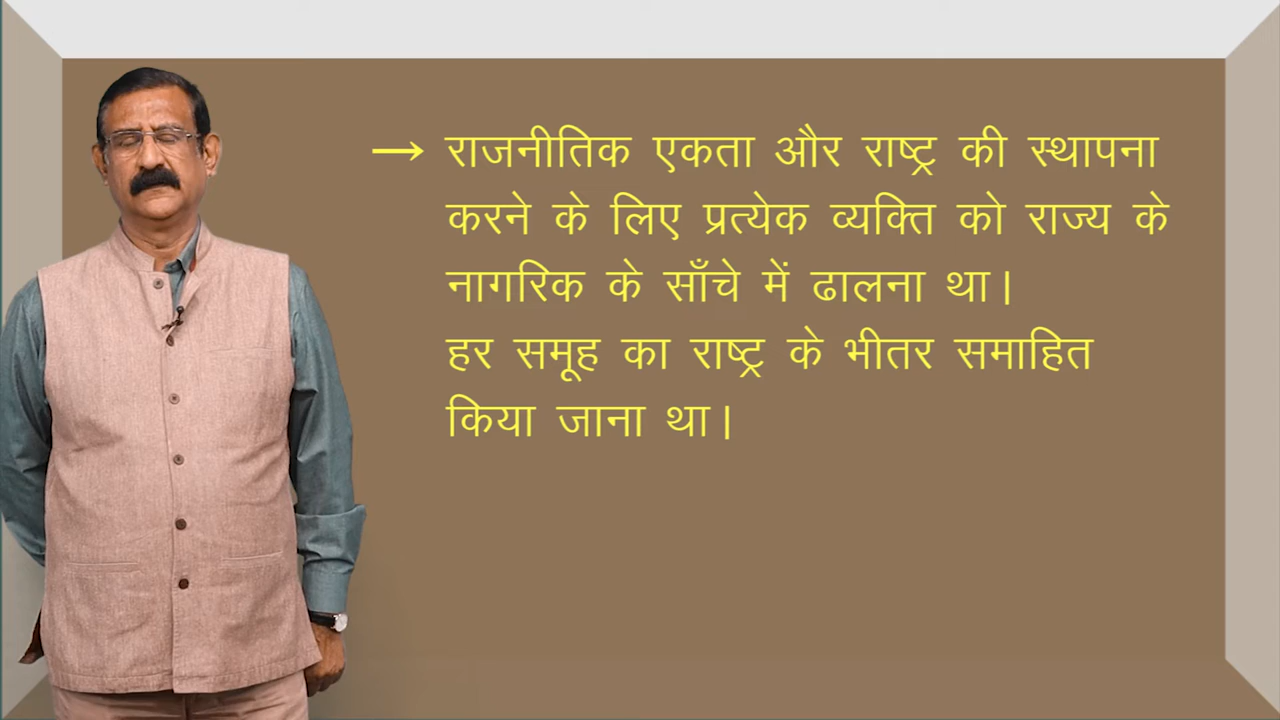 → राजनीतिक एकता और राष्ट्र की स्थापना
करने के लिए प्रत्येक व्यक्ति को राज्य के
नागरिक के साँचे में ढालना था।
हर समूह का राष्ट्र के भीतर समाहित
किया जाना था।